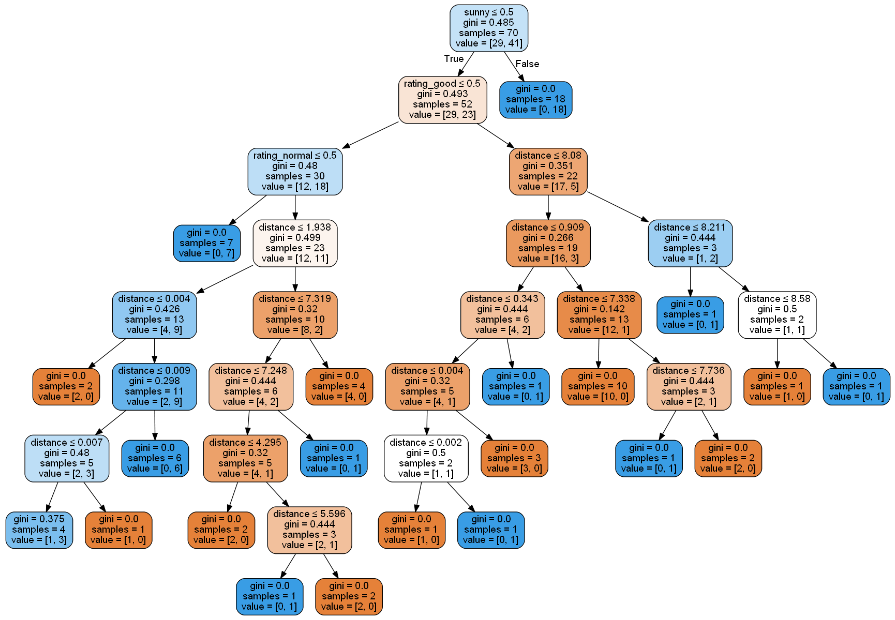 sunny ≤ 0.5
gini = 0.485
samples = 70
value = [29, 41]
True
False
rating_good ≤ 0.5
gini = 0.493
samples = 52
value = [29, 23]
gini = 0.0
samples = 18
value = [0, 18]
rating_normal ≤ 0.5
gini = 0.48
samples = 30
value = [12, 18]
distance ≤ 8.08
gini = 0.351
samples = 22
value = [17, 5]
gini = 0.0
samples = 7
value = [0, 7]
distance ≤ 1.938
gini = 0.499
samples = 23
value = [12, 11]
distance ≤ 0.909
gini = 0.266
samples = 19
value = [16, 3]
distance ≤ 8.211
gini = 0.444
samples = 3
value = [1, 2]
distance ≤ 0.004
gini = 0.426
samples = 13
value = [4, 9]
distance ≤ 7.319
gini = 0.32
samples = 10
value = [8, 2]
distance ≤ 0.343
gini = 0.444
samples = 6
value = [4, 2]
distance ≤ 7.338
gini = 0.142
samples = 13
value = [12, 1]
gini = 0.0
samples = 1
value = [0, 1]
distance ≤ 8.58
gini = 0.5
samples = 2
value = [1, 1]
gini = 0.0
samples = 2
value = [2, 0]
distance ≤ 0.009
gini = 0.298
samples = 11
value = [2, 9]
distance ≤ 7.248
gini = 0.444
samples = 6
value = [4, 2]
gini = 0.0
samples = 4
value = [4, 0]
distance ≤ 0.004
gini = 0.32
samples = 5
value = [4, 1]
gini = 0.0
samples = 1
value = [0, 1]
gini = 0.0
samples = 10
value = [10, 0]
distance ≤ 7.736
gini = 0.444
samples = 3
value = [2, 1]
gini = 0.0
samples = 1
value = [1, 0]
gini = 0.0
samples = 1
value = [0, 1]
distance ≤ 0.007
gini = 0.48
samples = 5
value = [2, 3]
gini = 0.0
samples = 6
value = [0, 6]
distance ≤ 4.295
gini = 0.32
samples = 5
value = [4, 1]
gini = 0.0
samples = 1
value = [0, 1]
distance ≤ 0.002
gini = 0.5
samples = 2
value = [1, 1]
gini = 0.0
samples = 3
value = [3, 0]
gini = 0.0
samples = 1
value = [0, 1]
gini = 0.0
samples = 2
value = [2, 0]
gini = 0.375
samples = 4
value = [1, 3]
gini = 0.0
samples = 1
value = [1, 0]
gini = 0.0
samples = 2
value = [2, 0]
distance ≤ 5.596
gini = 0.444
samples = 3
value = [2, 1]
gini = 0.0
samples = 1
value = [1, 0]
gini = 0.0
samples = 1
value = [0, 1]
gini = 0.0
samples = 1
value = [0, 1]
gini = 0.0
samples = 2
value = [2, 0]